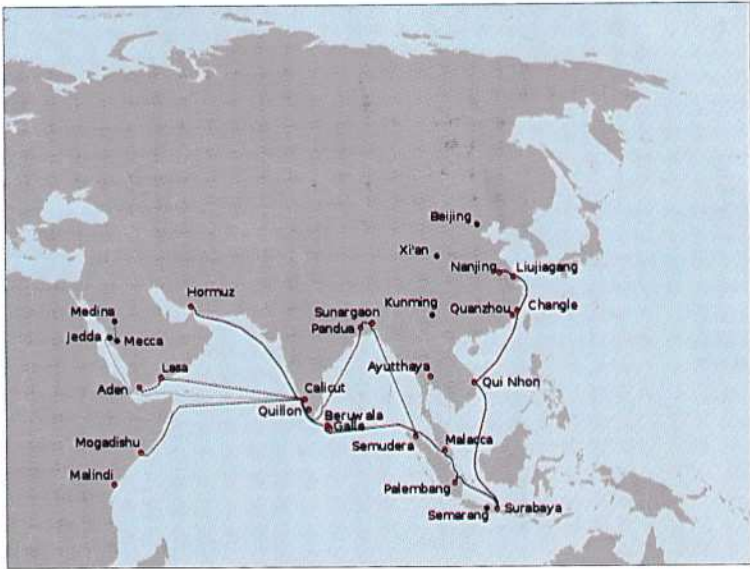 Beijing
Xi'an
Nanjing
Liujiagang
Hormuz
Kunming
Quanzhou
Changle
Medina
Sunargaon
Pandua
Jedda
Mecca
Lasa
Ayutthaya
Aden
Calicut
Qui Nhon
Quillon
Beruwala
Galle
Mogadishu
Semudera
Malacca
Malindi
Palembang
Semarang
Surabaya